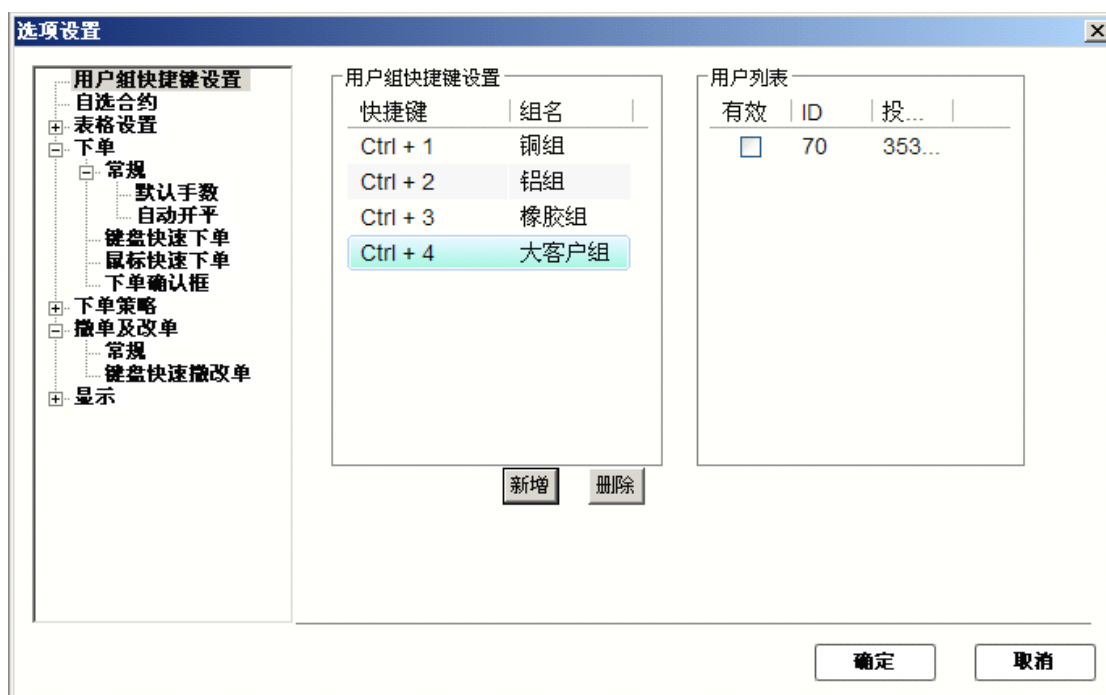 选项设置
用户组快捷键设置
自选合约
表格设置
下单
常规
默认手数
自动开平
键盘快速下单
鼠标快速下单
下单确认框
下单策略
撤单及改单
常规
键盘快速撤改单
显示
用户组快捷键设置
快捷键 组名
Ctrl + 1 铜组
Ctrl + 2 铝组
Ctrl + 3 橡胶组
Ctrl + 4 大客户组
新增 删除
用户列表
有效 ID 投...
70 353...
确定 取消